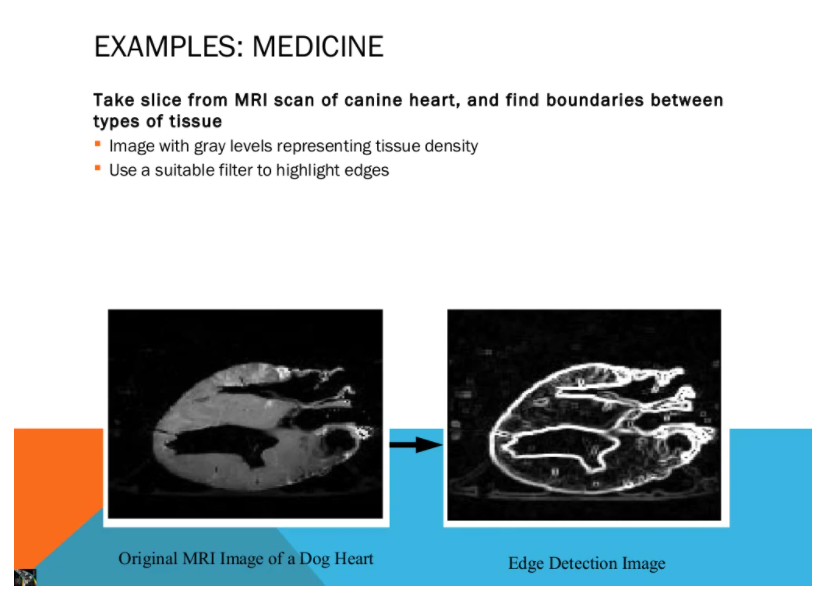 EXAMPLES: MEDICINE
Take slice from MRI scan of canine heart, and find boundaries between
types of tissue
Image with gray levels representing tissue density
Use a suitable filter to highlight edges
Original MRI Image of a Dog Heart
Edge Detection Image